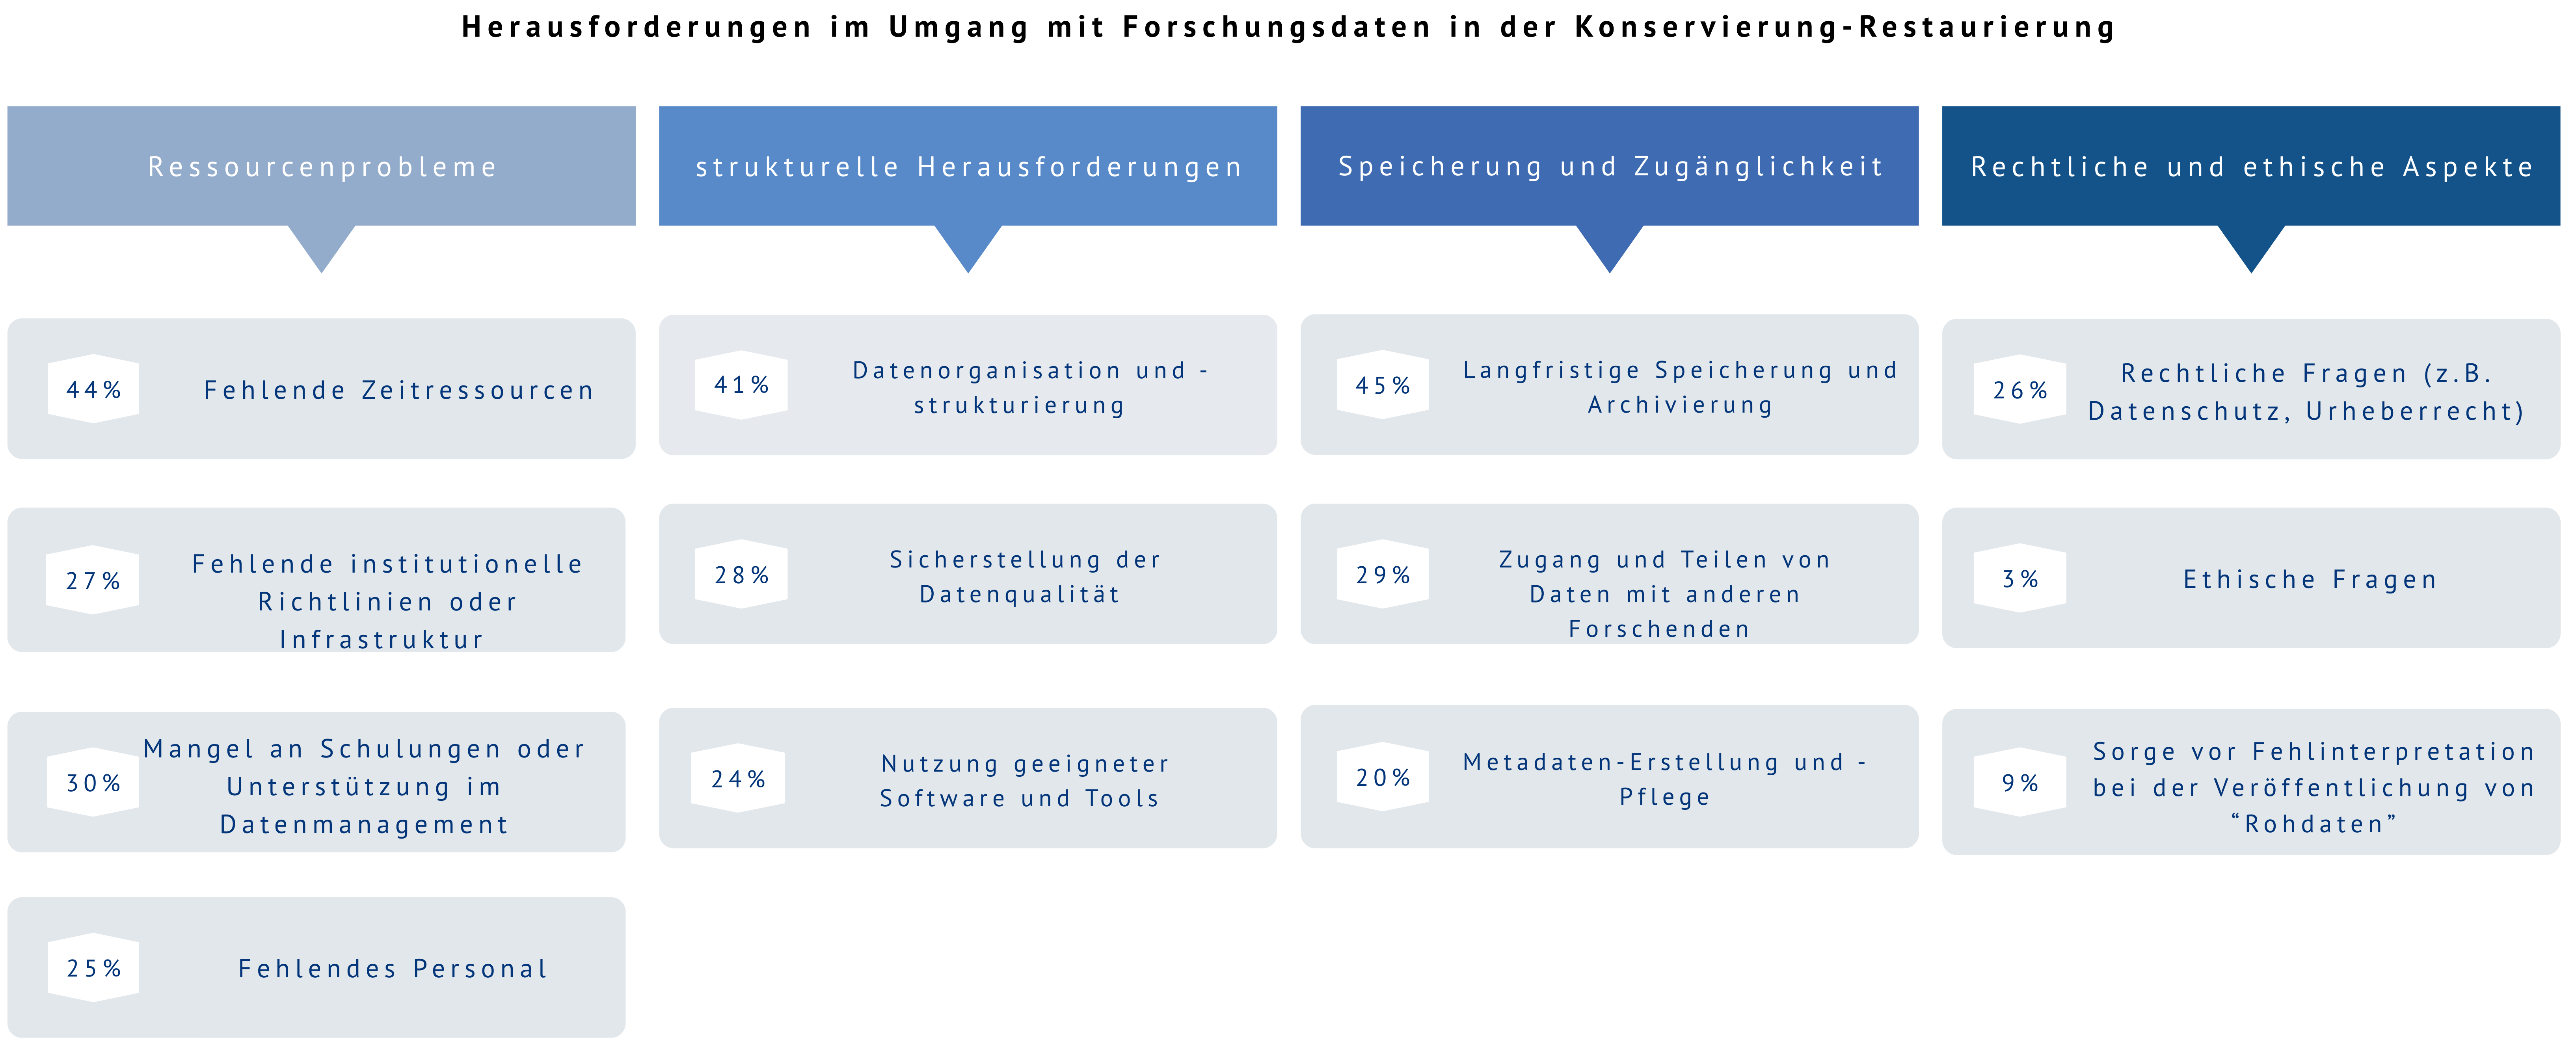 Herausforderungen im Umgang mit Forschungsdaten in der Konservierung-Restaurierung
Ressourcenprobleme
44%
Fehlende Zeitressourcen
27%
Fehlende institutionelle
Richtlinien oder
Infrastruktur
30%
Mangel an Schulungen oder
Unterstützung im
Datenmanagement
25%
Fehlendes Personal
strukturelle Herausforderungen
41%
Datenorganisation und -
strukturierung
28%
Sicherstellung der
Datenqualität
24%
Nutzung geeigneter
Software und Tools
Speicherung und Zugänglichkeit
45%
Langfristige Speicherung und
Archivierung
29%
Zugang und Teilen von
Daten mit anderen
Forschenden
20%
Metadaten-Erstellung und -
Pflege
Rechtliche und ethische Aspekte
26%
Rechtliche Fragen (z.B.
Datenschutz, Urheberrecht)
3%
Ethische Fragen
9%
Sorge vor Fehlinterpretation
bei der Veröffentlichung von
“Rohdaten”